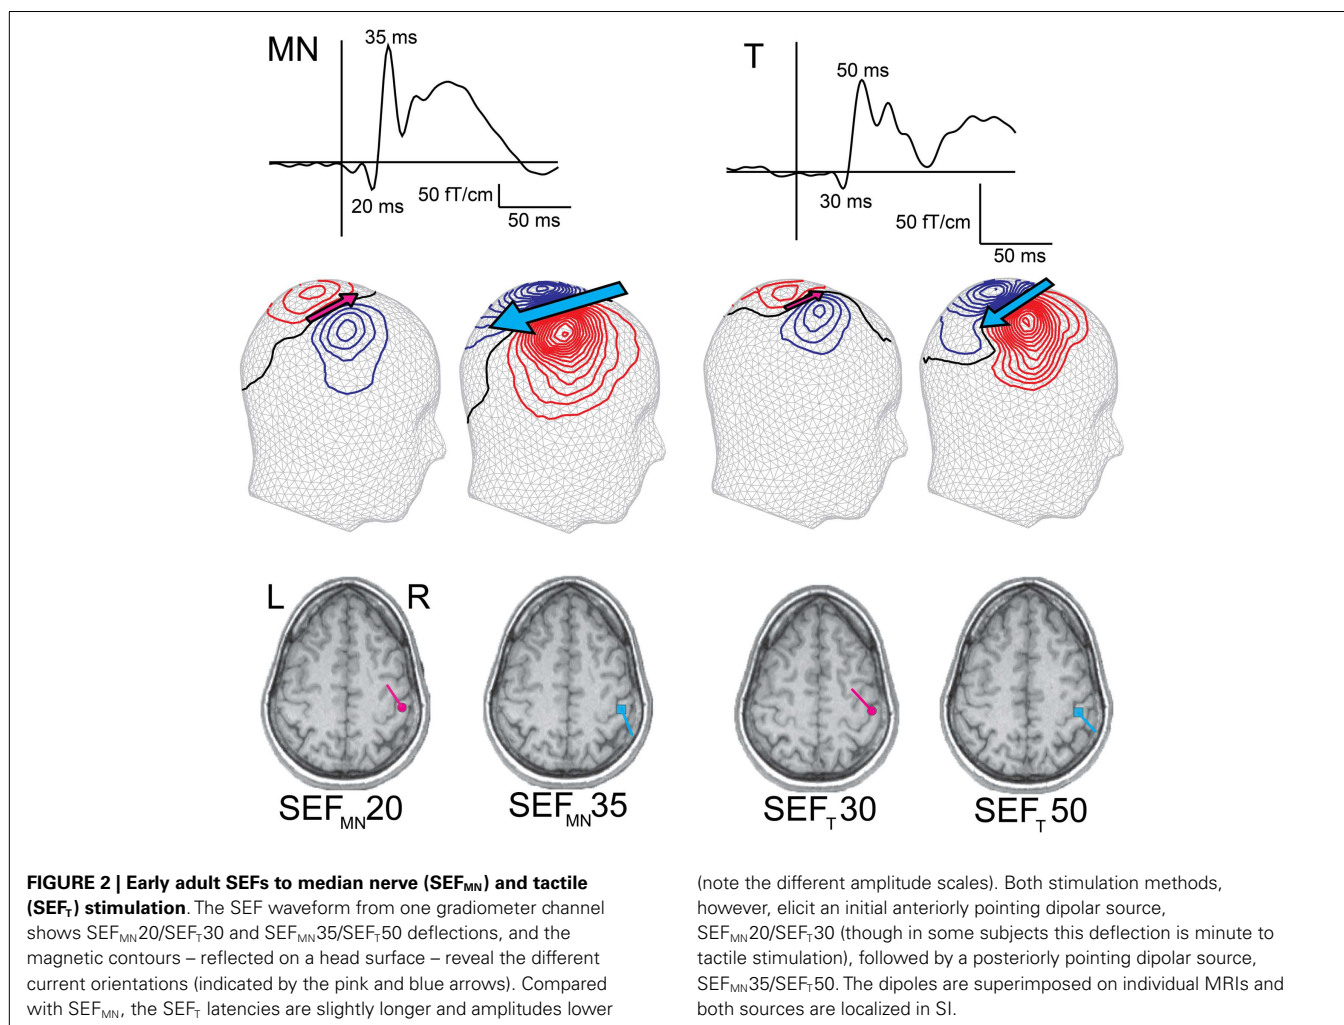 MN
35 ms
20 ms
50 fT/cm
50 ms
T
50 ms
30 ms
50 fT/cm
50 ms
L
R
SEFMN20
SEFMN35
SEFT30
SEFT50
FIGURE 2 | Early adult SEFs to median nerve (SEFMN) and tactile
(SEFT) stimulation. The SEF waveform from one gradiometer channel
shows SEFMN20/SEFT30 and SEFMN35/SEFT50 deflections, and the
magnetic contours – reflected on a head surface – reveal the different
current orientations (indicated by the pink and blue arrows). Compared
with SEFMN, the SEFT latencies are slightly longer and amplitudes lower
(note the different amplitude scales). Both stimulation methods,
however, elicit an initial anteriorly pointing dipolar source,
SEFMN20/SEFT30 (though in some subjects this deflection is minute to
tactile stimulation), followed by a posteriorly pointing dipolar source,
SEFMN35/SEFT50. The dipoles are superimposed on individual MRIs and
both sources are localized in SI.